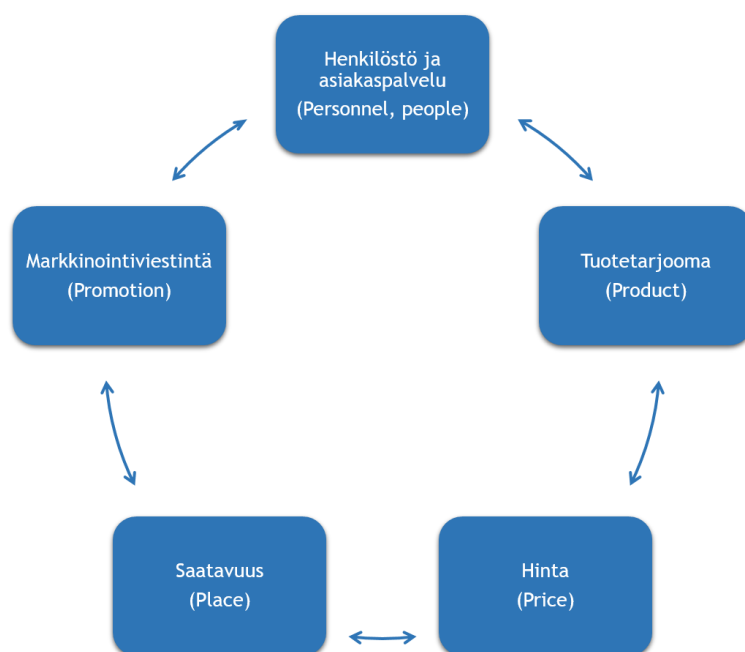 Henkilöstö ja
asiakaspalvelu
(Personnel, people)
Markkinointiviestintä
(Promotion)
Tuotetarjooma
(Product)
Saatavuus
(Place)
Hinta
(Price)